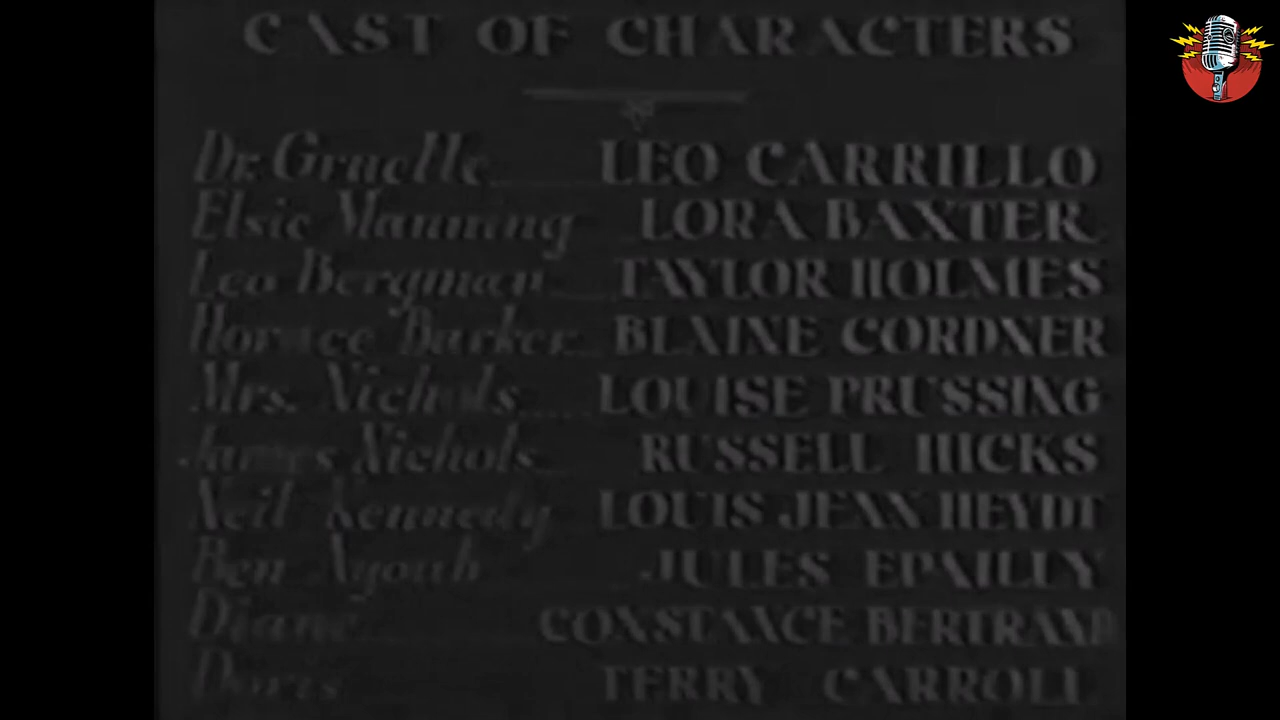 CAST OF CHARACTERS
Dr. Gruelle LEO CARRILLO
Elsie Manning LORA BAXTER
Leo Bergman TAYLOR HOLMES
Horace Barker BLAINE CORDNER
Mrs. Nichols LOUISE PRUSSING
James Nichols RUSSELL HICKS
Neil Kennedy LOUIS JEAN HEYDT
Ben Ayoub JULES EPAILLY
Diane CONSTANCE BERTRAND
Doris TERRY CARROLL